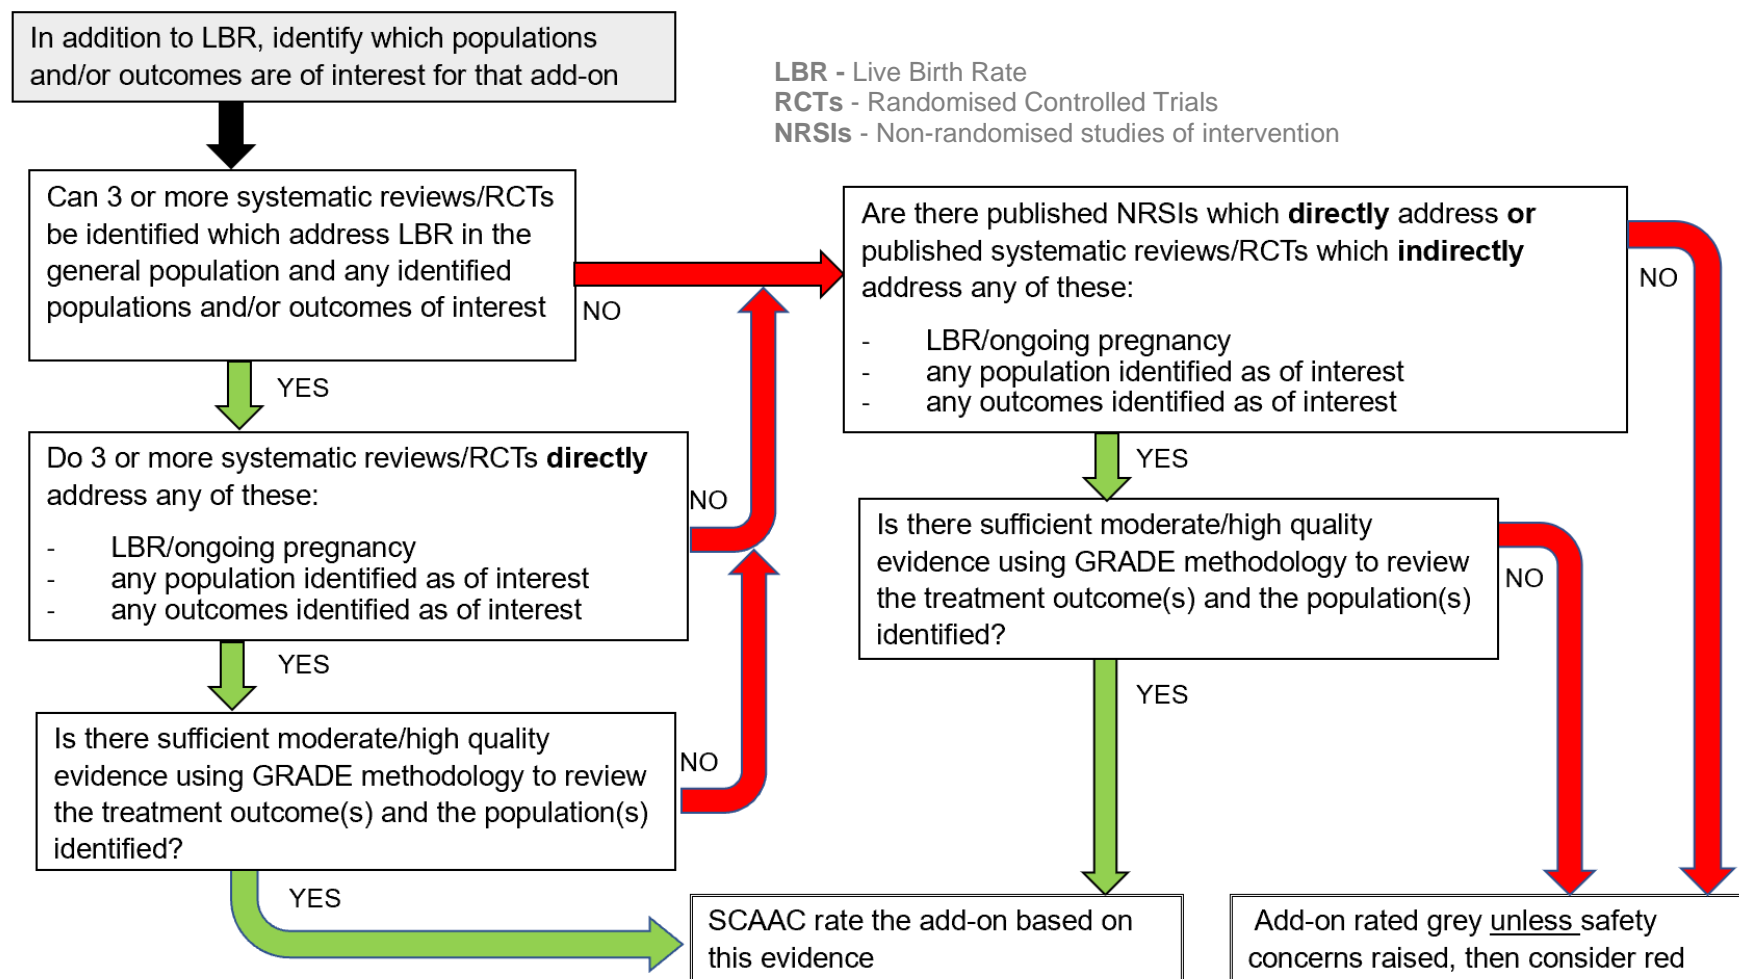 In addition to LBR, identify which populations
and/or outcomes are of interest for that add-on
LBR - Live Birth Rate
RCTs - Randomised Controlled Trials
NRSIs - Non-randomised studies of intervention
Can 3 or more systematic reviews/RCTs
be identified which address LBR in the
general population and any identified
populations and/or outcomes of interest
NO
YES
Do 3 or more systematic reviews/RCTs directly
address any of these:
- LBR/ongoing pregnancy
- any population identified as of interest
- any outcomes identified as of interest
NO
YES
Is there sufficient moderate/high quality
evidence using GRADE methodology to review
the treatment outcome(s) and the population(s)
identified?
NO
YES
Are there published NRSIs which directly address or
published systematic reviews/RCTs which indirectly
address any of these:
- LBR/ongoing pregnancy
- any population identified as of interest
- any outcomes identified as of interest
NO
YES
Is there sufficient moderate/high quality
evidence using GRADE methodology to review
the treatment outcome(s) and the population(s)
identified?
NO
YES
SCAAC rate the add-on based on
this evidence
Add-on rated grey unless safety
concerns raised, then consider red